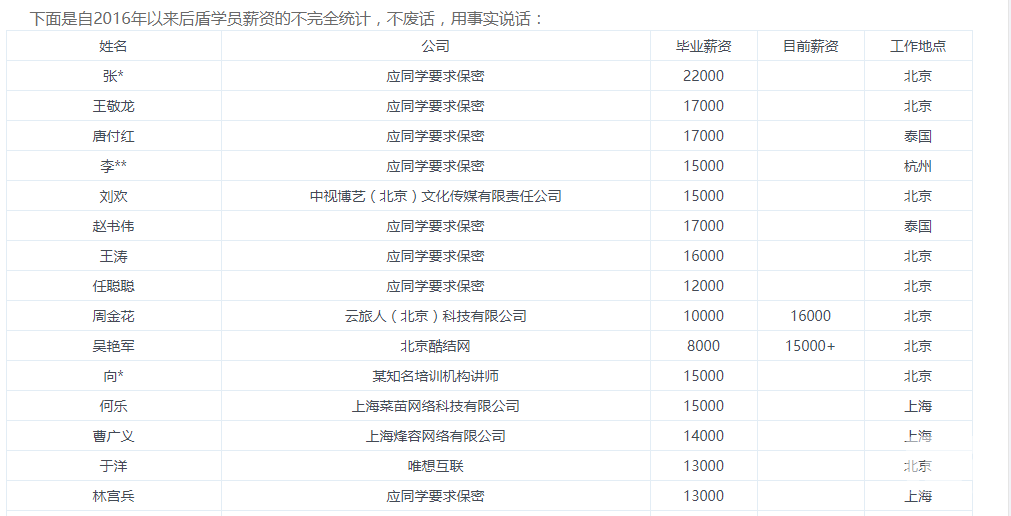 下面是自2016年以来后盾学员薪资的不完全统计，不废话，用事实说话：
姓名 公司 毕业薪资 目前薪资 工作地点
张* 应同学要求保密 22000 北京
王敬龙 应同学要求保密 17000 北京
唐付红 应同学要求保密 17000 泰国
李** 应同学要求保密 15000 杭州
刘欢 中视博艺（北京）文化传媒有限责任公司 15000 北京
赵书伟 应同学要求保密 17000 泰国
王涛 应同学要求保密 16000 北京
任聪聪 应同学要求保密 12000 北京
周金花 云旅人（北京）科技有限公司 10000 16000 北京
吴艳军 北京酷结网 8000 15000+ 北京
向* 某知名培训机构讲师 15000 北京
何乐 上海菜苗网络科技有限公司 15000 上海
曹广义 上海烽容网络有限公司 14000 上海
于洋 唯想互联 13000 北京
林宫兵 应同学要求保密 13000 上海